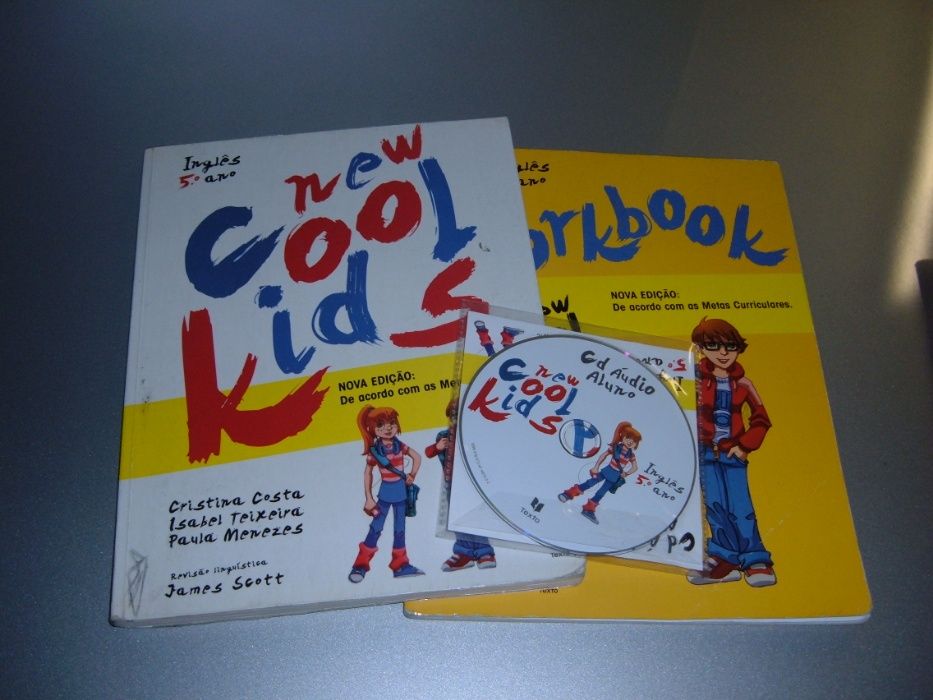 Inglês
5.º ano
new
cool
kids
NOVA EDIÇÃO:
De acordo com as
Cristina Costa
Isabel Teixeira
Paula Menezes
Revisão linguística
James Scott
NOVA EDIÇÃO:
De acordo com as Metas Curriculares.
new
cool
kids
Cd Áudio
Aluno
Inglês
5.º ano
Texto